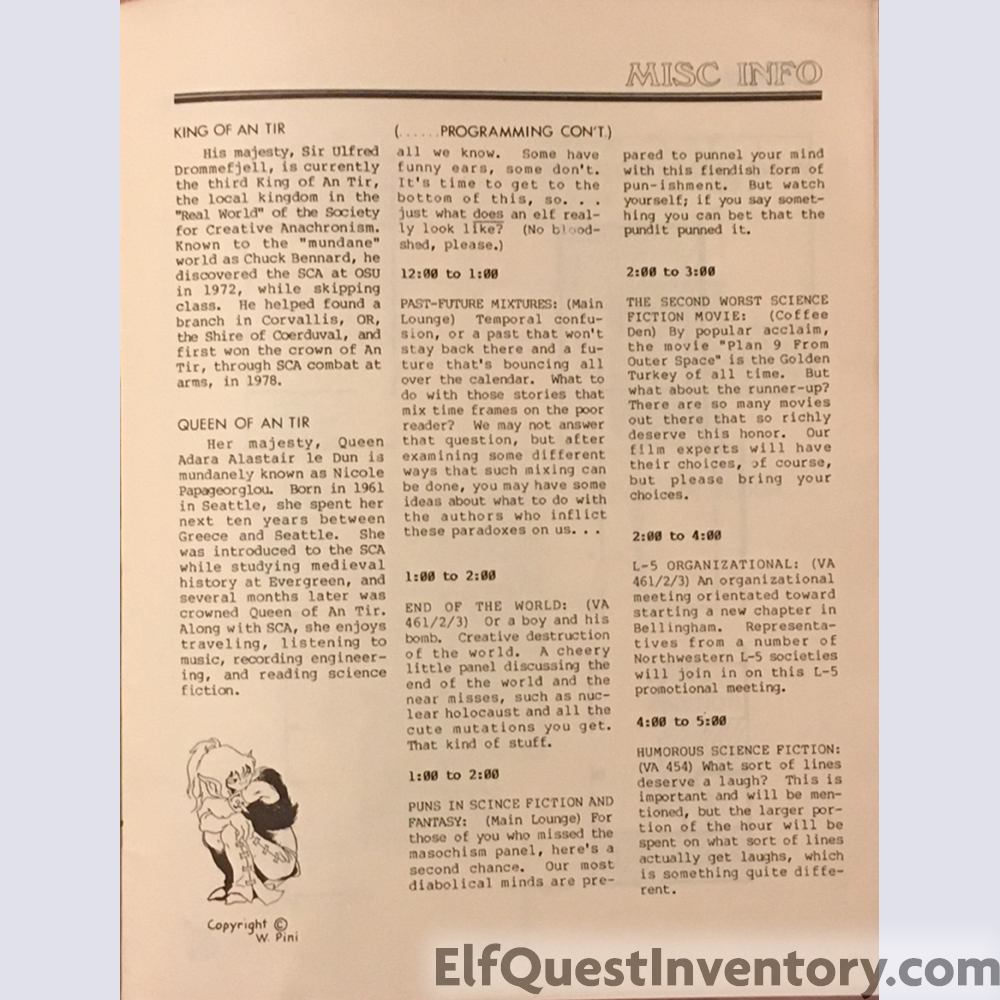 MISC INFO
KING OF AN TIR
His majesty, Sir Ulfred
Drommefjell, is currently
the third King of An Tir,
the local kingdom in the
"Real World" of the Society
for Creative Anachronism.
Known to the "mundane"
world as Chuck Bennard, he
discovered the SCA at OSU
in 1972, while skipping
class. He helped found a
branch in Corvallis, OR,
the Shire of Coerduval, and
first won the crown of An
Tir, through SCA combat at
arms, in 1978.
QUEEN OF AN TIR
Her majesty, Queen
Adara Alastair le Dun is
mundanely known as Nicole
Papageorglou. Born in 1961
in Seattle, she spent her
next ten years between
Greece and Seattle. She
was introduced to the SCA
while studying medieval
history at Evergreen, and
several months later was
crowned Queen of An Tir.
Along with SCA, she enjoys
traveling, listening to
music, recording engineer-
ing, and reading science
fiction.
Copyright ©
W. Pini
(......PROGRAMMING CON'T.)
all we know. Some have
funny ears, some don't.
It's time to get to the
bottom of this, so. . .
just what does an elf real-
ly look like? (No blood-
shed, please.)
12:00 to 1:00
PAST-FUTURE MIXTURES: (Main
Lounge) Temporal confu-
sion, or a past that won't
stay back there and a fu-
ture that's bouncing all
over the calendar. What to
do with those stories that
mix time frames on the poor
reader? We may not answer
that question, but after
examining some different
ways that such mixing can
be done, you may have some
ideas about what to do with
the authors who inflict
these paradoxes on us. . .
1:00 to 2:00
END OF THE WORLD: (VA
461/2/3) Or a boy and his
bomb. Creative destruction
of the world. A cheery
little panel discussing the
end of the world and the
near misses, such as nuc-
lear holocaust and all the
cute mutations you get.
That kind of stuff.
1:00 to 2:00
PUNS IN SCINCE FICTION AND
FANTASY: (Main Lounge) For
those of you who missed the
masochism panel, here's a
second chance. Our most
diabolical minds are pre-
pared to punnel your mind
with this fiendish form of
pun-ishment. But watch
yourself; if you say somet-
hing you can bet that the
pundit punned it.
2:00 to 3:00
THE SECOND WORST SCIENCE
FICTION MOVIE: (Coffee
Den) By popular acclaim,
the movie "Plan 9 From
Outer Space" is the Golden
Turkey of all time. But
what about the runner-up?
There are so many movies
out there that so richly
deserve this honor. Our
film experts will have
their choices, of course,
but please bring your
choices.
2:00 to 4:00
L-5 ORGANIZATIONAL: (VA
461/2/3) An organizational
meeting orientated toward
starting a new chapter in
Bellingham. Representa-
tives from a number of
Northwestern L-5 societies
will join in on this L-5
promotional meeting.
4:00 to 5:00
HUMOROUS SCIENCE FICTION:
(VA 454) What sort of lines
deserve a laugh? This is
important and will be men-
tioned, but the larger por-
tion of the hour will be
spent on what sort of lines
actually get laughs, which
is something quite diffe-
rent.
ElfQuestInventory.com